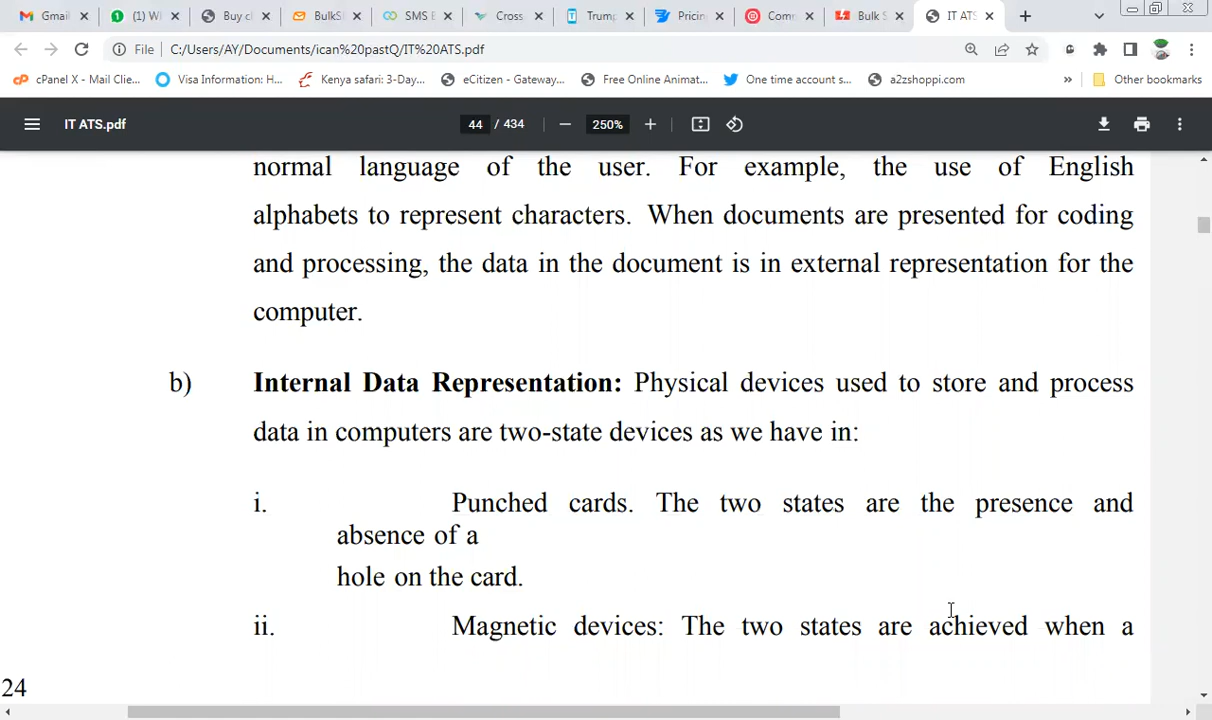 Gmail
(1) W
Buy c
BulkS
SMS E
Cross
Trump
Pricin
Comm
Bulk S
IT ATS
File
C:/Users/AY/Documents/ican%20pastQ/IT%20ATS.pdf
cPanel X - Mail Clie...
Visa Information: H...
Kenya safari: 3-Day...
eCitizen - Gateway...
Free Online Animat...
One time account s...
a2zshoppi.com
»
Other bookmarks
IT ATS.pdf
44 / 434
250%
normal language of the user. For example, the use of English
alphabets to represent characters. When documents are presented for coding
and processing, the data in the document is in external representation for the
computer.
b) Internal Data Representation: Physical devices used to store and process
data in computers are two-state devices as we have in:
i. Punched cards. The two states are the presence and
absence of a
hole on the card.
ii. Magnetic devices: The two states are achieved when a
24